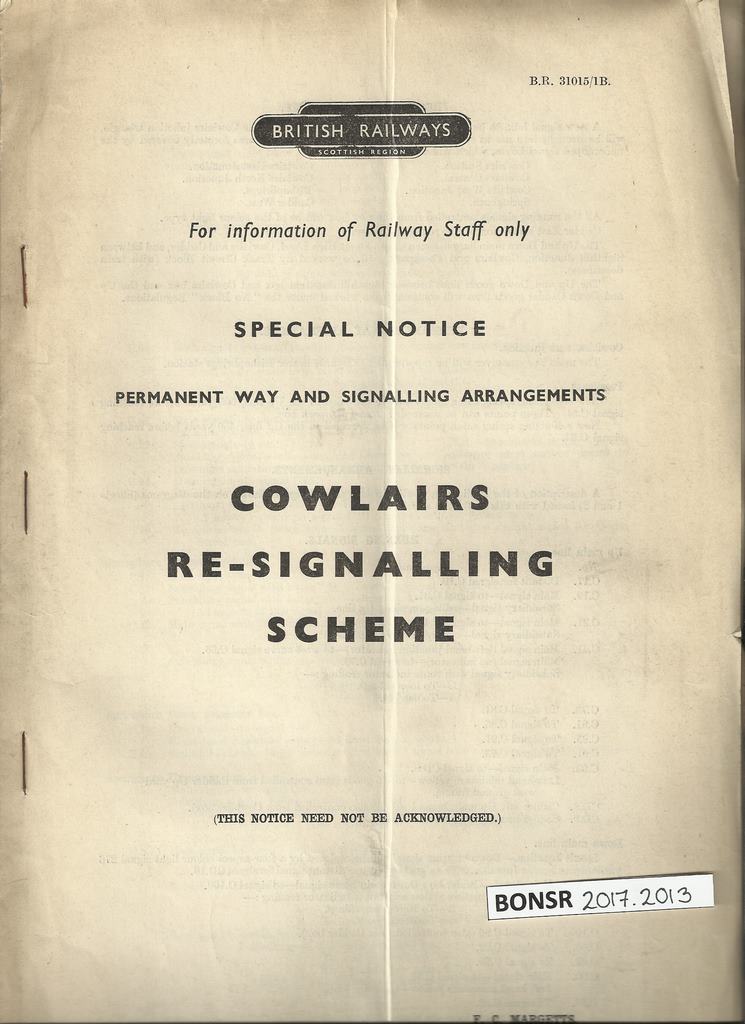 B.R. 31015/1B.
BRITISH RAILWAYS
SCOTTISH REGION
For information of Railway Staff only
SPECIAL NOTICE
PERMANENT WAY AND SIGNALLING ARRANGEMENTS
COWLAIRS
RE-SIGNALLING
SCHEME
(THIS NOTICE NEED NOT BE ACKNOWLEDGED.)
BONSR 2017.2013
F. C. MARGETTS